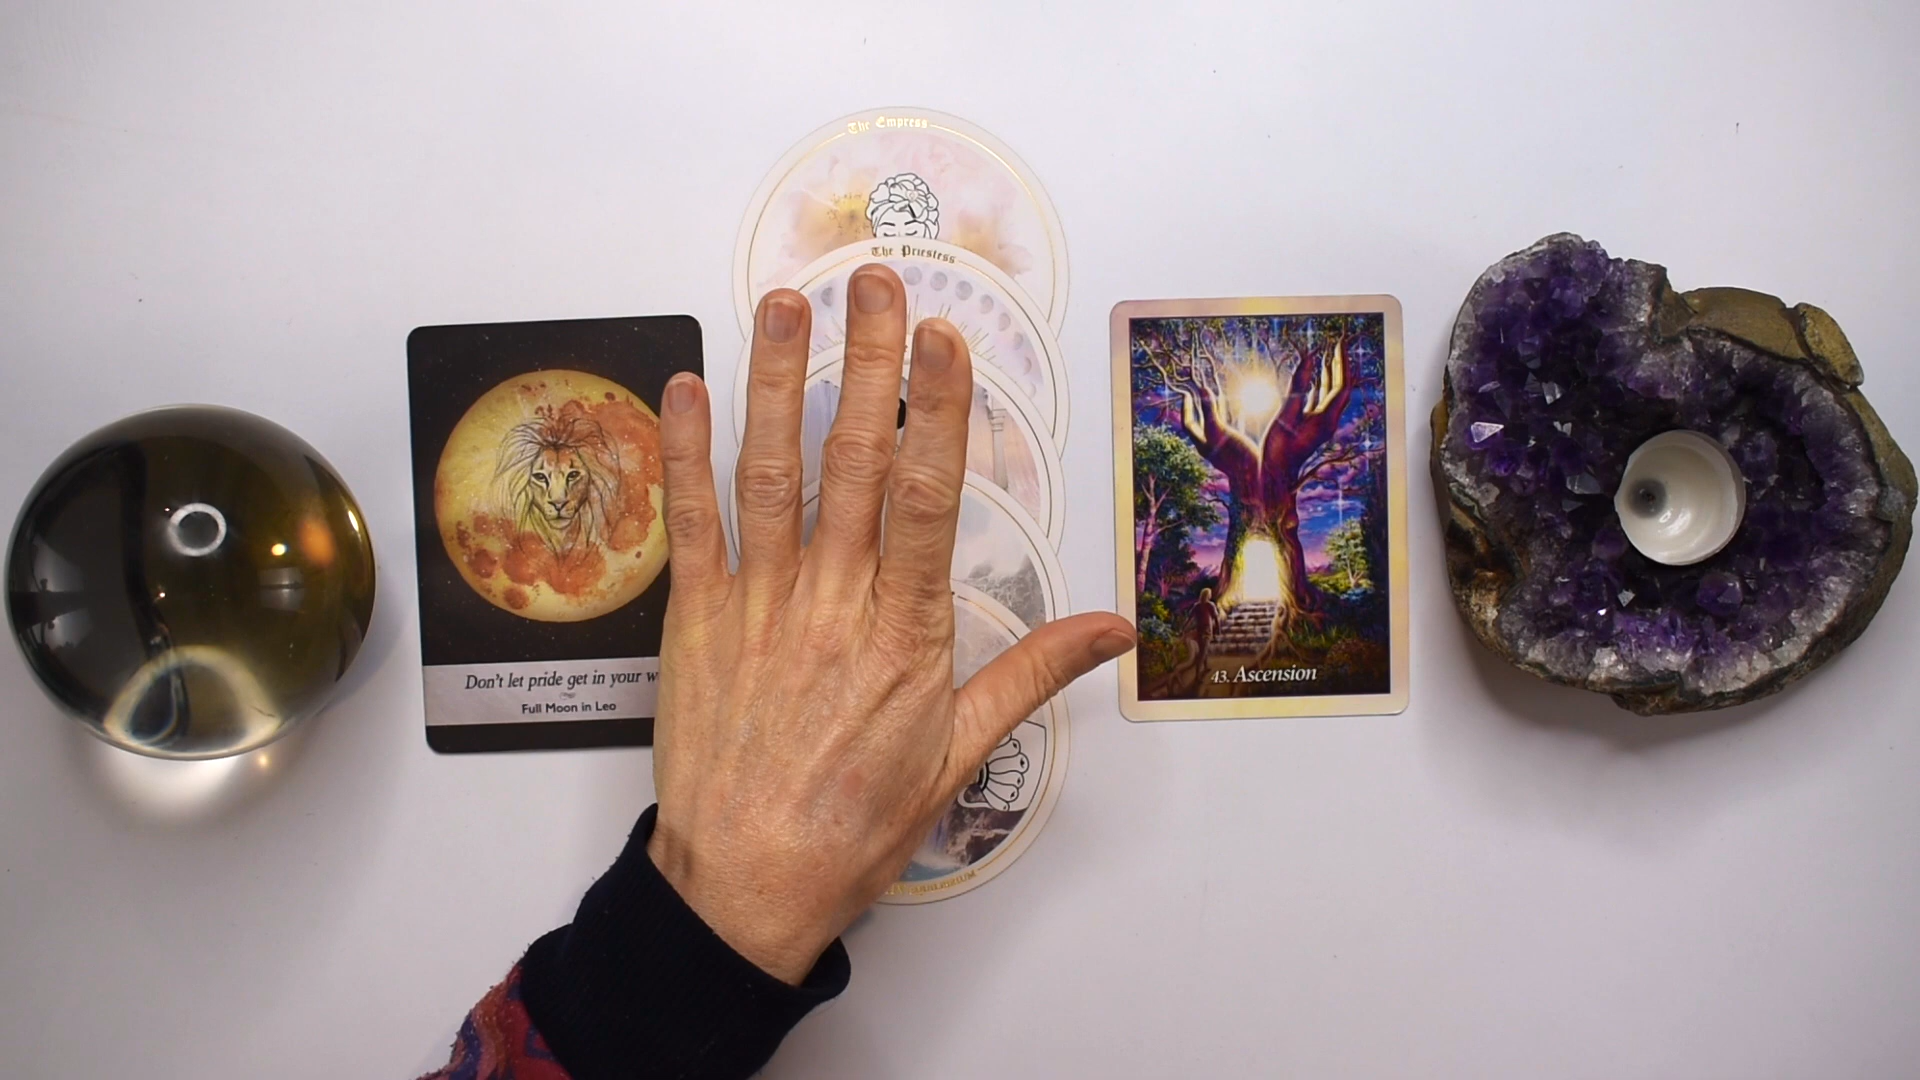 The Empress
The Priestess
Don't let pride get in your
Full Moon in Leo
43. Ascension